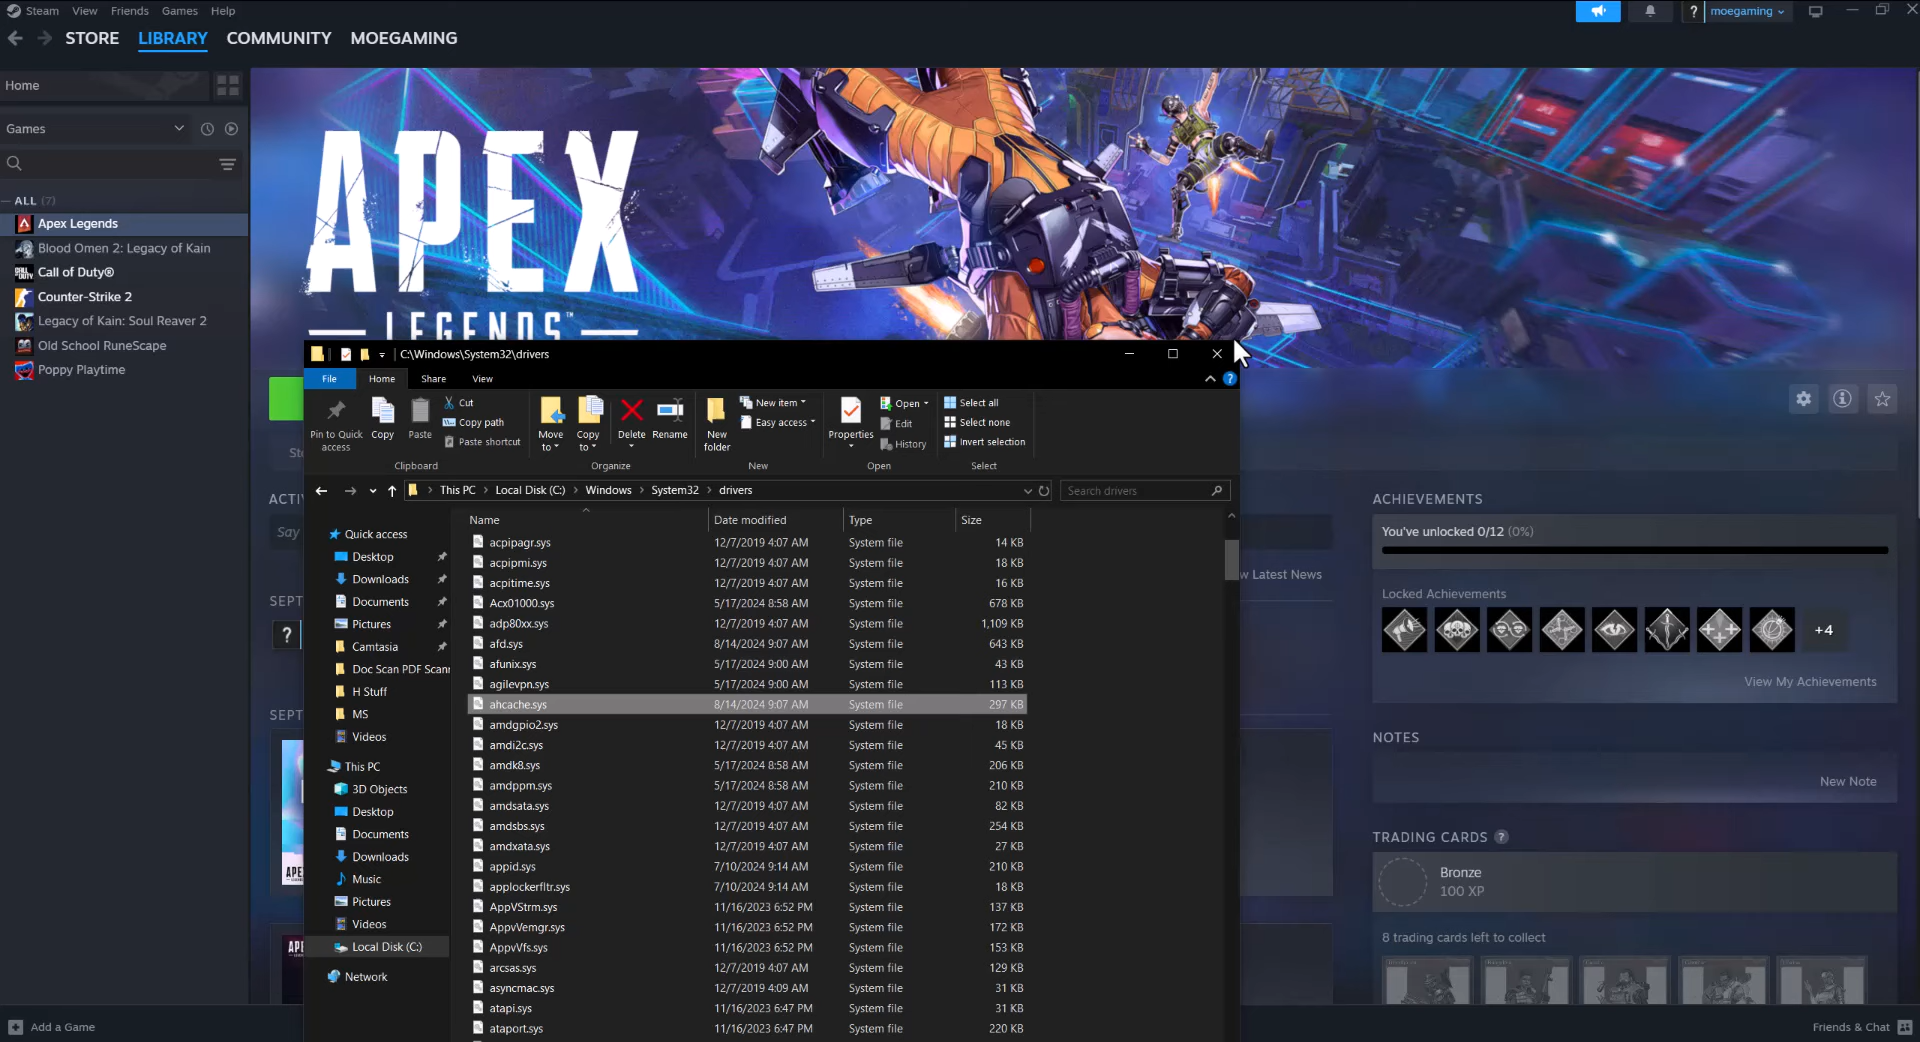 Steam View Friends Games Help
moegaming
STORE LIBRARY COMMUNITY MOEGAMING
Home
Games
ALL (7)
Apex Legends
Blood Omen 2: Legacy of Kain
Call of Duty®
Counter-Strike 2
Legacy of Kain: Soul Reaver 2
Old School RuneScape
Poppy Playtime
APEX
LEGENDS™
C:\Windows\System32\drivers
File Home Share View
Pin to Quick access
Copy
Paste
Cut
Copy path
Paste shortcut
Clipboard
Move to
Copy to
Delete
Rename
Organize
New folder
New item
Easy access
New
Properties
Open
Edit
History
Open
Select all
Select none
Invert selection
Select
This PC > Local Disk (C:) > Windows > System32 > drivers
Search drivers
Quick access
Desktop
Downloads
Documents
Pictures
Camtasia
Doc Scan PDF Scann
H Stuff
MS
Videos
This PC
3D Objects
Desktop
Documents
Downloads
Music
Pictures
Videos
Local Disk (C:)
Network
Name Date modified Type Size
acpipagr.sys 12/7/2019 4:07 AM System file 14 KB
acpipmi.sys 12/7/2019 4:07 AM System file 18 KB
acpitime.sys 12/7/2019 4:07 AM System file 16 KB
Acx01000.sys 5/17/2024 8:58 AM System file 678 KB
adp80xx.sys 12/7/2019 4:07 AM System file 1,109 KB
afd.sys 8/14/2024 9:07 AM System file 643 KB
afunix.sys 5/17/2024 9:00 AM System file 43 KB
agilevpn.sys 5/17/2024 9:00 AM System file 113 KB
ahcache.sys 8/14/2024 9:07 AM System file 297 KB
amdgpio2.sys 12/7/2019 4:07 AM System file 18 KB
amdi2c.sys 12/7/2019 4:07 AM System file 45 KB
amdk8.sys 5/17/2024 8:58 AM System file 206 KB
amdppm.sys 5/17/2024 8:58 AM System file 210 KB
amdsata.sys 12/7/2019 4:07 AM System file 82 KB
amdsbs.sys 12/7/2019 4:07 AM System file 254 KB
amdxata.sys 12/7/2019 4:07 AM System file 27 KB
appid.sys 7/10/2024 9:14 AM System file 210 KB
applockerfltr.sys 7/10/2024 9:14 AM System file 18 KB
AppVStrm.sys 11/16/2023 6:52 PM System file 137 KB
AppvVemgr.sys 11/16/2023 6:52 PM System file 172 KB
AppvVfs.sys 11/16/2023 6:52 PM System file 153 KB
arcsas.sys 12/7/2019 4:07 AM System file 129 KB
asyncmac.sys 12/7/2019 4:09 AM System file 31 KB
atapi.sys 11/16/2023 6:47 PM System file 31 KB
ataport.sys 11/16/2023 6:47 PM System file 220 KB
Sto
ACTIV
Say
SEPT
SEPT
APE
APE
w Latest News
ACHIEVEMENTS
You've unlocked 0/12 (0%)
Locked Achievements
+4
View My Achievements
NOTES
New Note
TRADING CARDS ?
Bronze
100 XP
8 trading cards left to collect
Add a Game
Friends & Chat